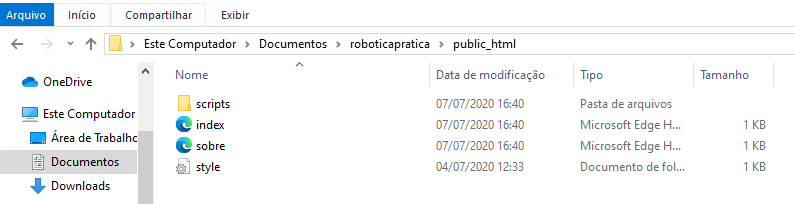 Arquivo Início Compartilhar Exibir
Este Computador Documentos roboticapratica public_html
Nome Data de modificação Tipo Tamanho
OneDrive
Este Computador
Área de Trabalho
Documentos
Downloads
scripts 07/07/2020 16:40 Pasta de arquivos
index 07/07/2020 16:40 Microsoft Edge H... 1 KB
sobre 07/07/2020 16:40 Microsoft Edge H... 1 KB
style 04/07/2020 12:33 Documento de fol... 1 KB